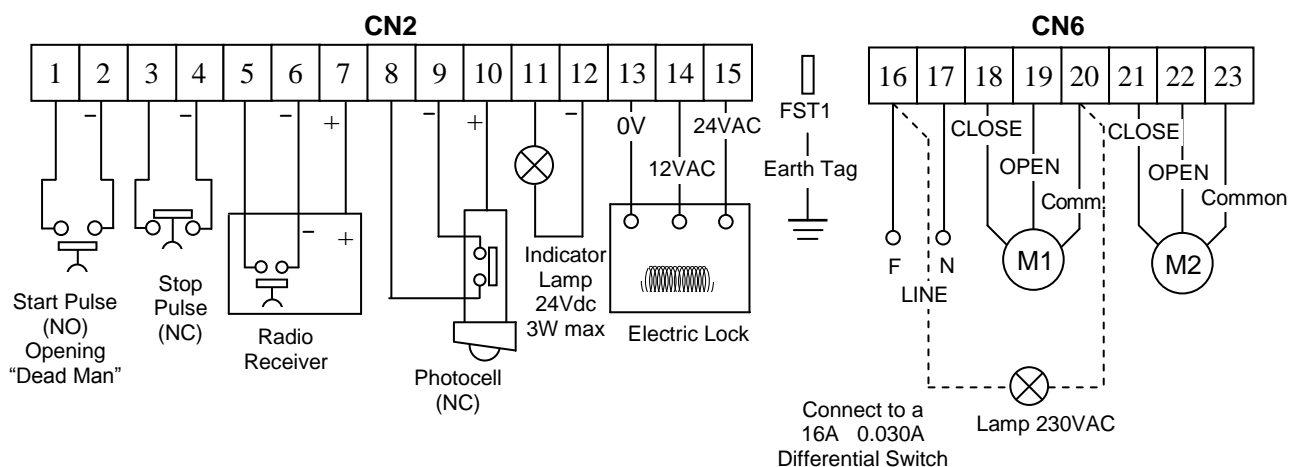 CN2
CN6
1 2 3 4 5 6 7 8 9 10 11 12 13 14 15
16 17 18 19 20 21 22 23
- - - + - + -
0V
12VAC
24VAC
FST1
Earth Tag
CLOSE
OPEN
Comm.
CLOSE
OPEN
Common
- +
F N
LINE
M1
M2
Start Pulse
(NO)
Opening
“Dead Man”
Stop
Pulse
(NC)
Radio
Receiver
Photocell
(NC)
Indicator
Lamp
24Vdc
3W max
Electric Lock
Connect to a
16A 0.030A
Differential Switch
Lamp 230VAC